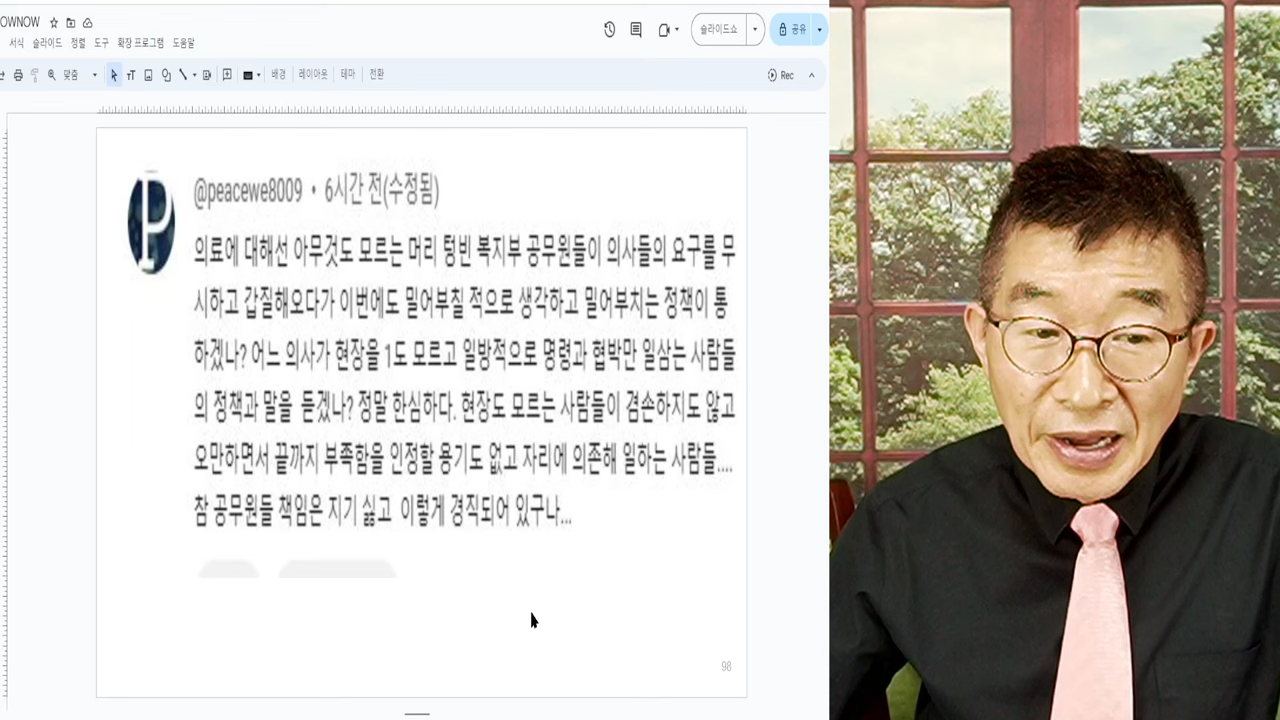 OWNOW
서식 슬라이드 정렬 도구 확장 프로그램 도움말
슬라이드쇼
공유
맞춤
배경 레이아웃 테마 전환
Rec
@peacewe8009 • 6시간 전(수정됨)
의료에 대해선 아무것도 모르는 머리 텅빈 복지부 공무원들이 의사들의 요구를 무
시하고 갑질해오다가 이번에도 밀어부칠 적으로 생각하고 밀어부치는 정책이 통
하겠나? 어느 의사가 현장을 1도 모르고 일방적으로 명령과 협박만 일삼는 사람들
의 정책과 말을 듣겠나? 정말 한심하다. 현장도 모르는 사람들이 겸손하지도 않고
오만하면서 끝까지 부족함을 인정할 용기도 없고 자리에 의존해 일하는 사람들....
참 공무원들 책임은 지기 싫고 이렇게 경직되어 있구나...
98